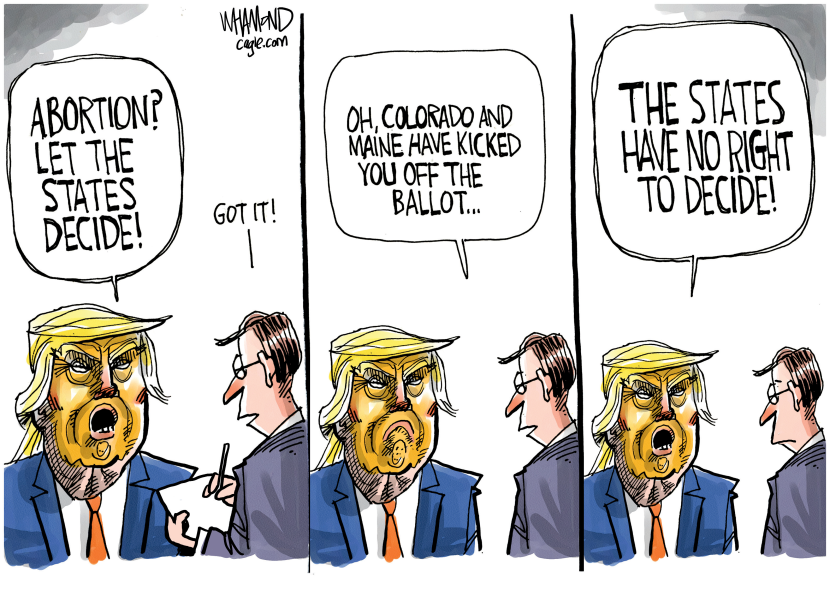 WHAMOND
cagle.com
ABORTION?
LET THE
STATES
DECIDE!
GOT IT!
OH, COLORADO AND
MAINE HAVE KICKED
YOU OFF THE
BALLOT...
THE STATES
HAVE NO RIGHT
TO DECIDE!